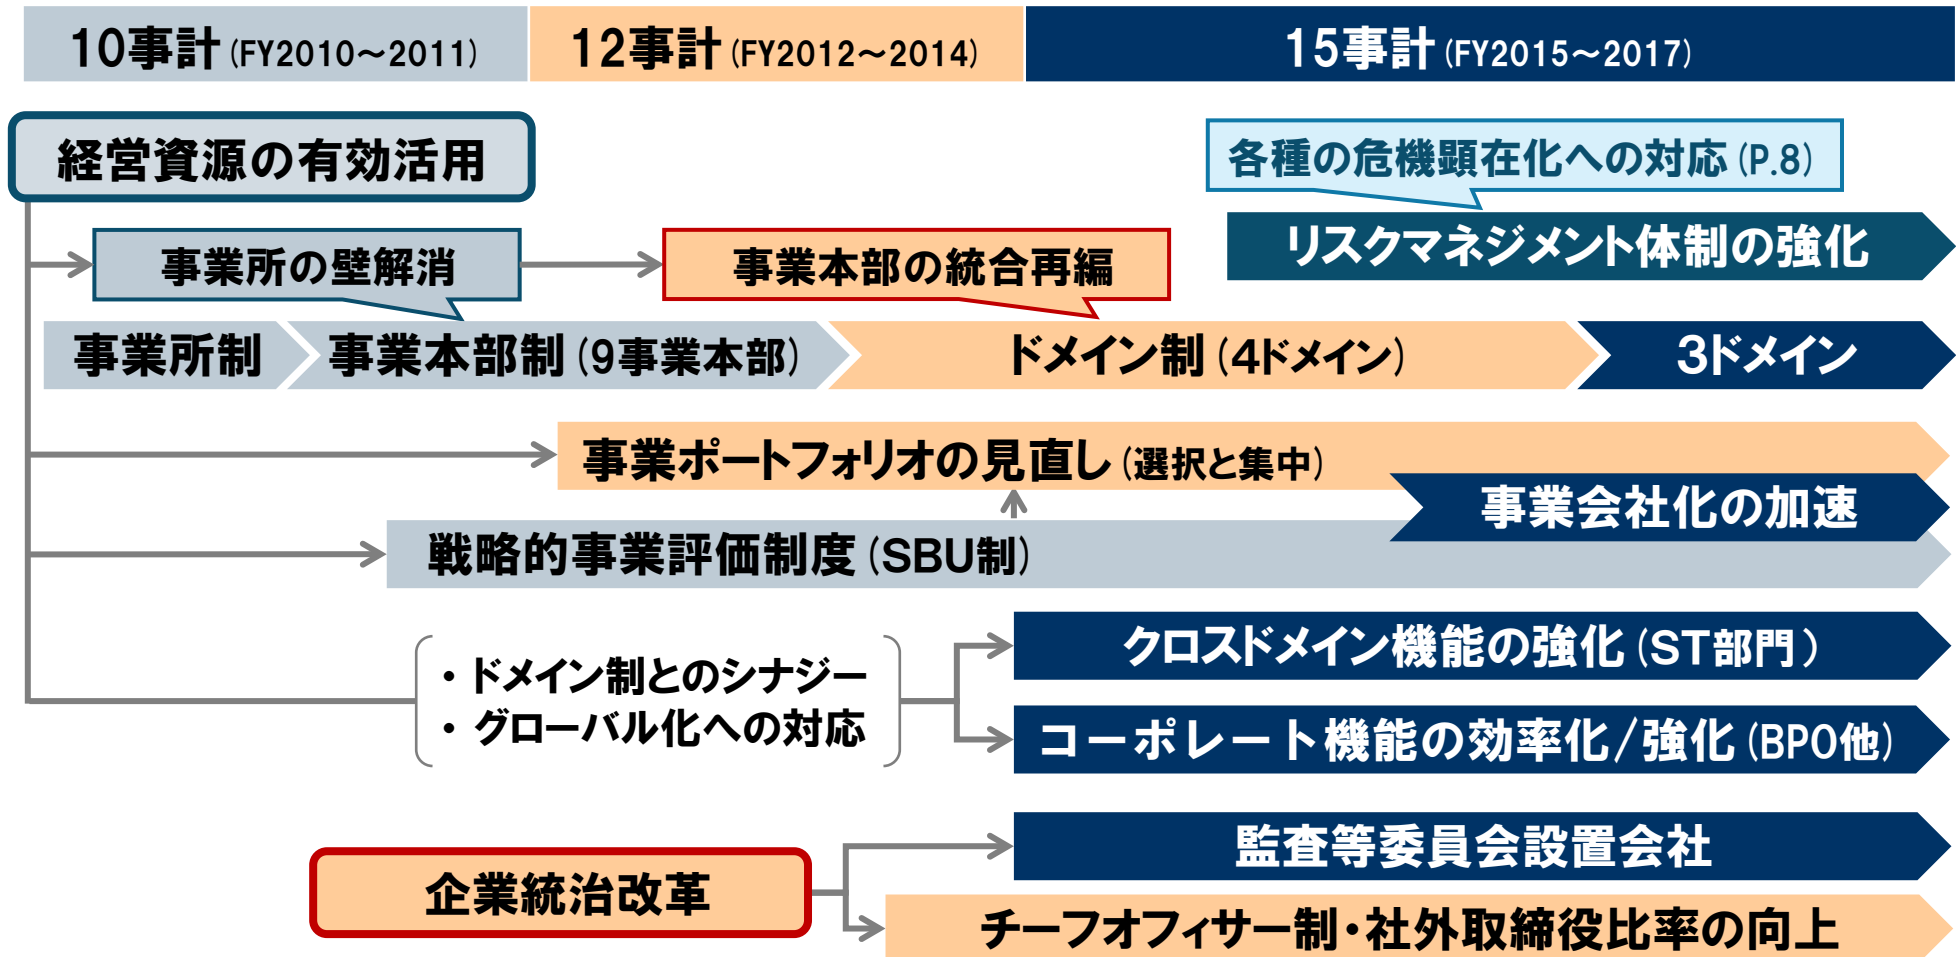 10事計 (FY2010～2011)
12事計 (FY2012～2014)
15事計 (FY2015～2017)
経営資源の有効活用
各種の危機顕在化への対応 (P.8)
リスクマネジメント体制の強化
事業所の壁解消
事業本部の統合再編
事業所制
事業本部制 (9事業本部)
ドメイン制 (4ドメイン)
3ドメイン
事業ポートフォリオの見直し (選択と集中)
事業会社化の加速
戦略的事業評価制度 (SBU制)
・ドメイン制とのシナジー
・グローバル化への対応
クロスドメイン機能の強化 (ST部門)
コーポレート機能の効率化/強化 (BPO他)
企業統治改革
監査等委員会設置会社
チーフオフィサー制・社外取締役比率の向上